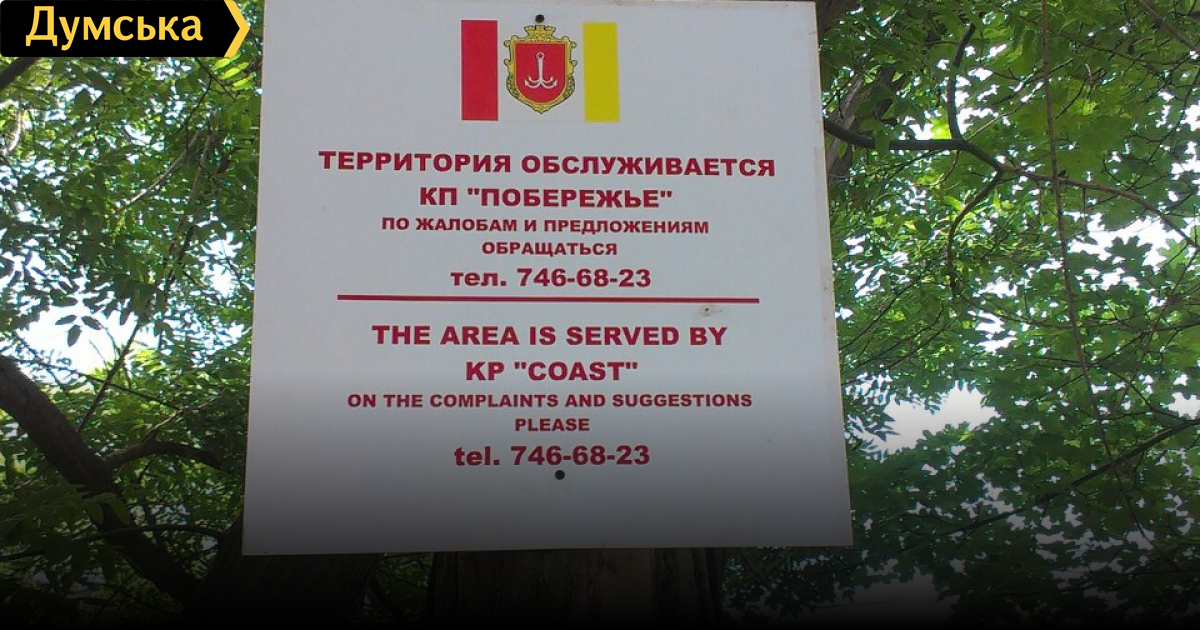 Думська
ТЕРРИТОРИЯ ОБСЛУЖИВАЕТСЯ
КП "ПОБЕРЕЖЬЕ"
ПО ЖАЛОБАМ И ПРЕДЛОЖЕНИЯМ
ОБРАЩАТЬСЯ
тел. 746-68-23
THE AREA IS SERVED BY
KP "COAST"
ON THE COMPLAINTS AND SUGGESTIONS
PLEASE
tel. 746-68-23